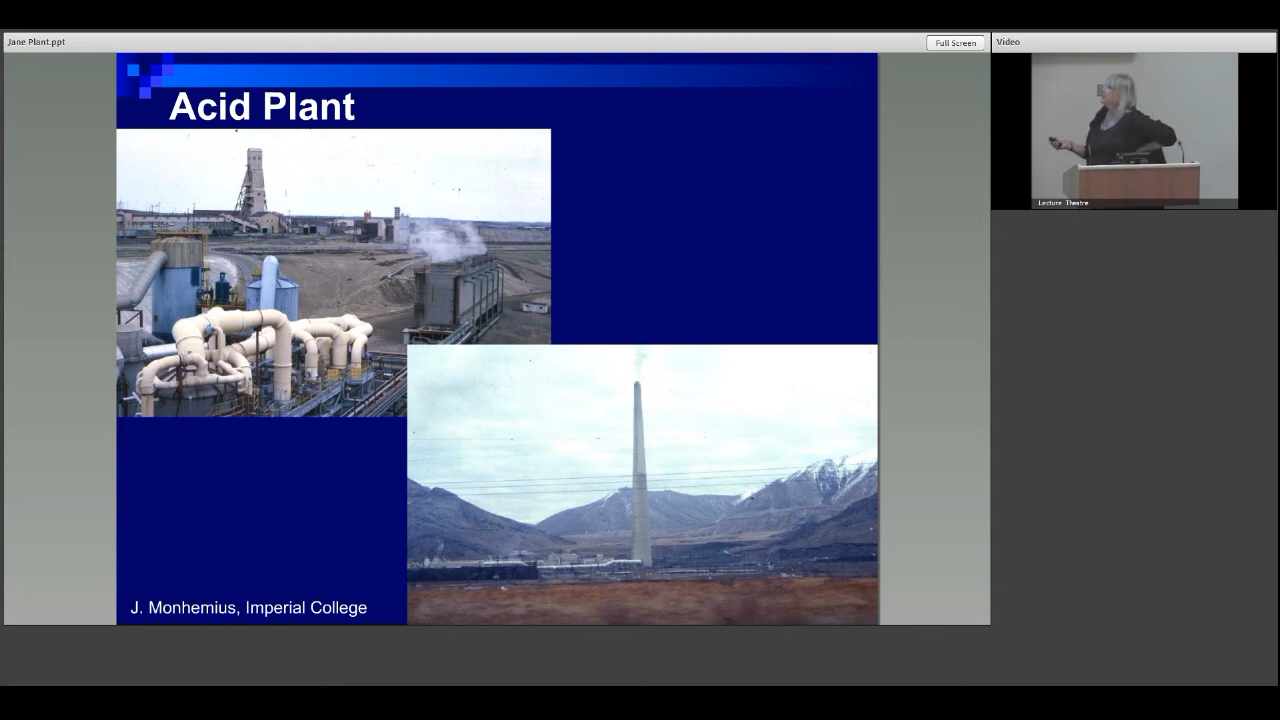 Jane Plant.ppt
Full Screen
Video
Acid Plant
Lecture Theatre
J. Monhemius, Imperial College